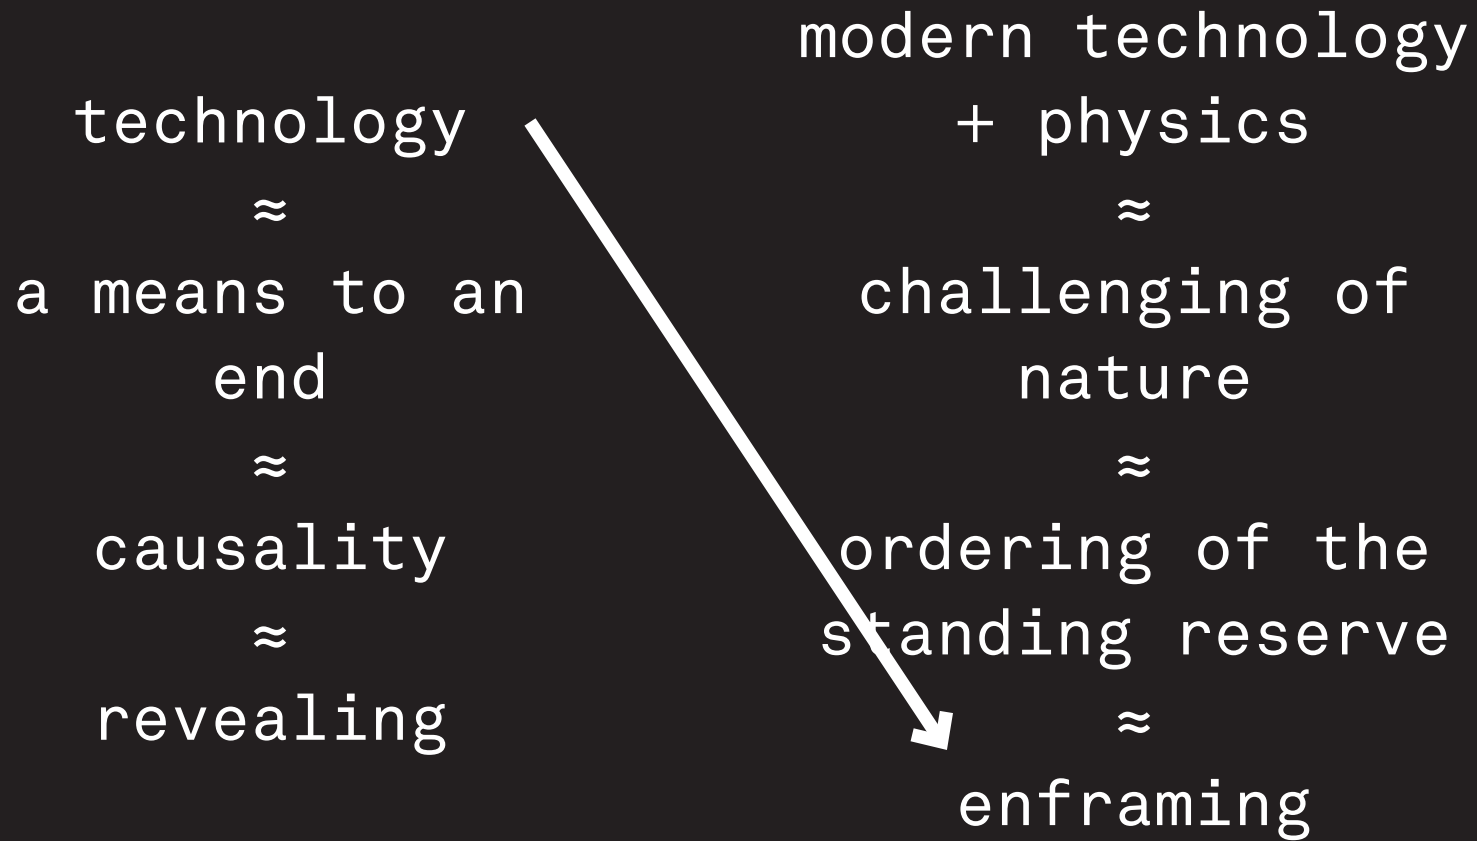 technology
≈
a means to an
end
≈
causality
≈
revealing
modern technology
+ physics
≈
challenging of
nature
≈
ordering of the
standing reserve
≈
enframing